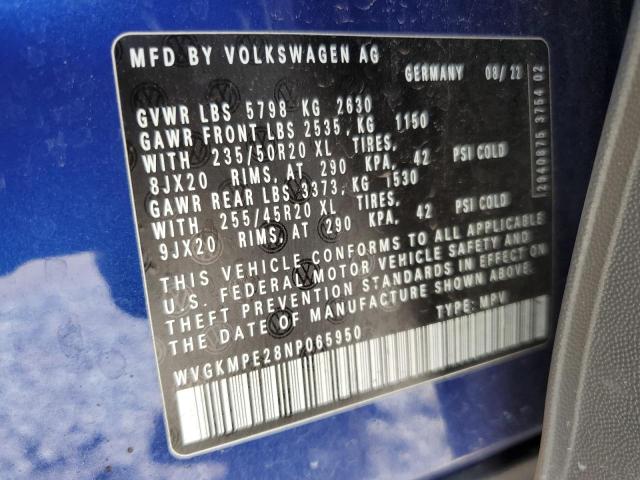 MFD BY VOLKSWAGEN AG
GERMANY 08/22
GVWR LBS 5798 KG 2630
GAWR FRONT LBS 2535, KG 1150
WITH 235/50R20 XL TIRES,
8JX20 RIMS, AT 290 KPA, 42 PSI COLD
GAWR REAR LBS 3373, KG 1530
WITH 255/45R20 XL TIRES,
9JX20 RIMS, AT 290 KPA, 42 PSI COLD
THIS VEHICLE CONFORMS TO ALL APPLICABLE
U.S. FEDERAL MOTOR VEHICLE SAFETY AND
THEFT PREVENTION STANDARDS IN EFFECT ON
THE DATE OF MANUFACTURE SHOWN ABOVE.
TYPE: MPV
WVGKMPE28NP065950
2940875 3754 02